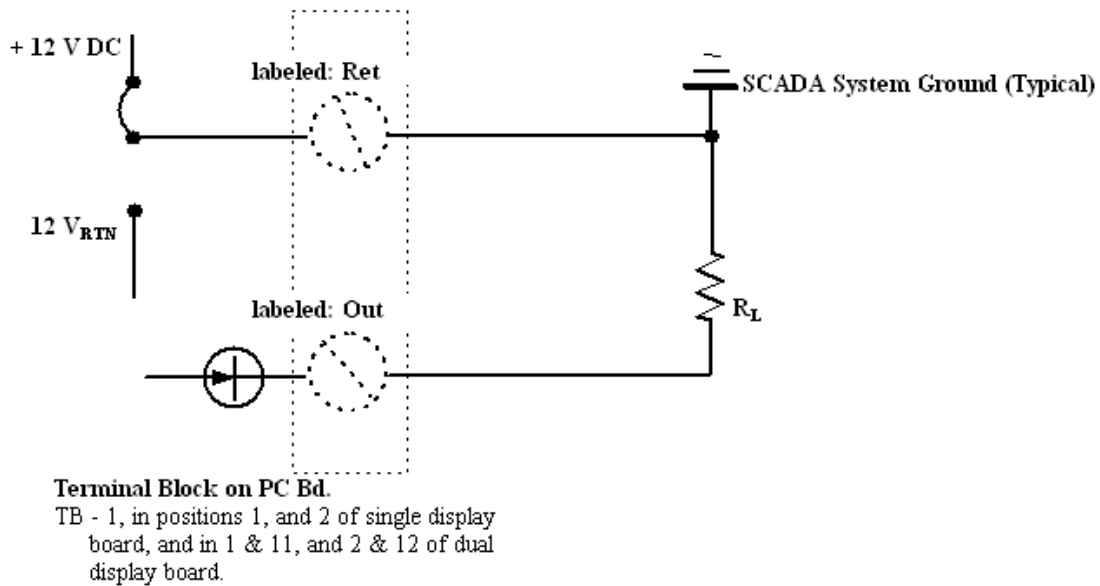 + 12 V DC
labeled: Ret
SCADA System Ground (Typical)
12 VRTN
labeled: Out
RL
Terminal Block on PC Bd.
TB - 1, in positions 1, and 2 of single display
board, and in 1 & 11, and 2 & 12 of dual
display board.